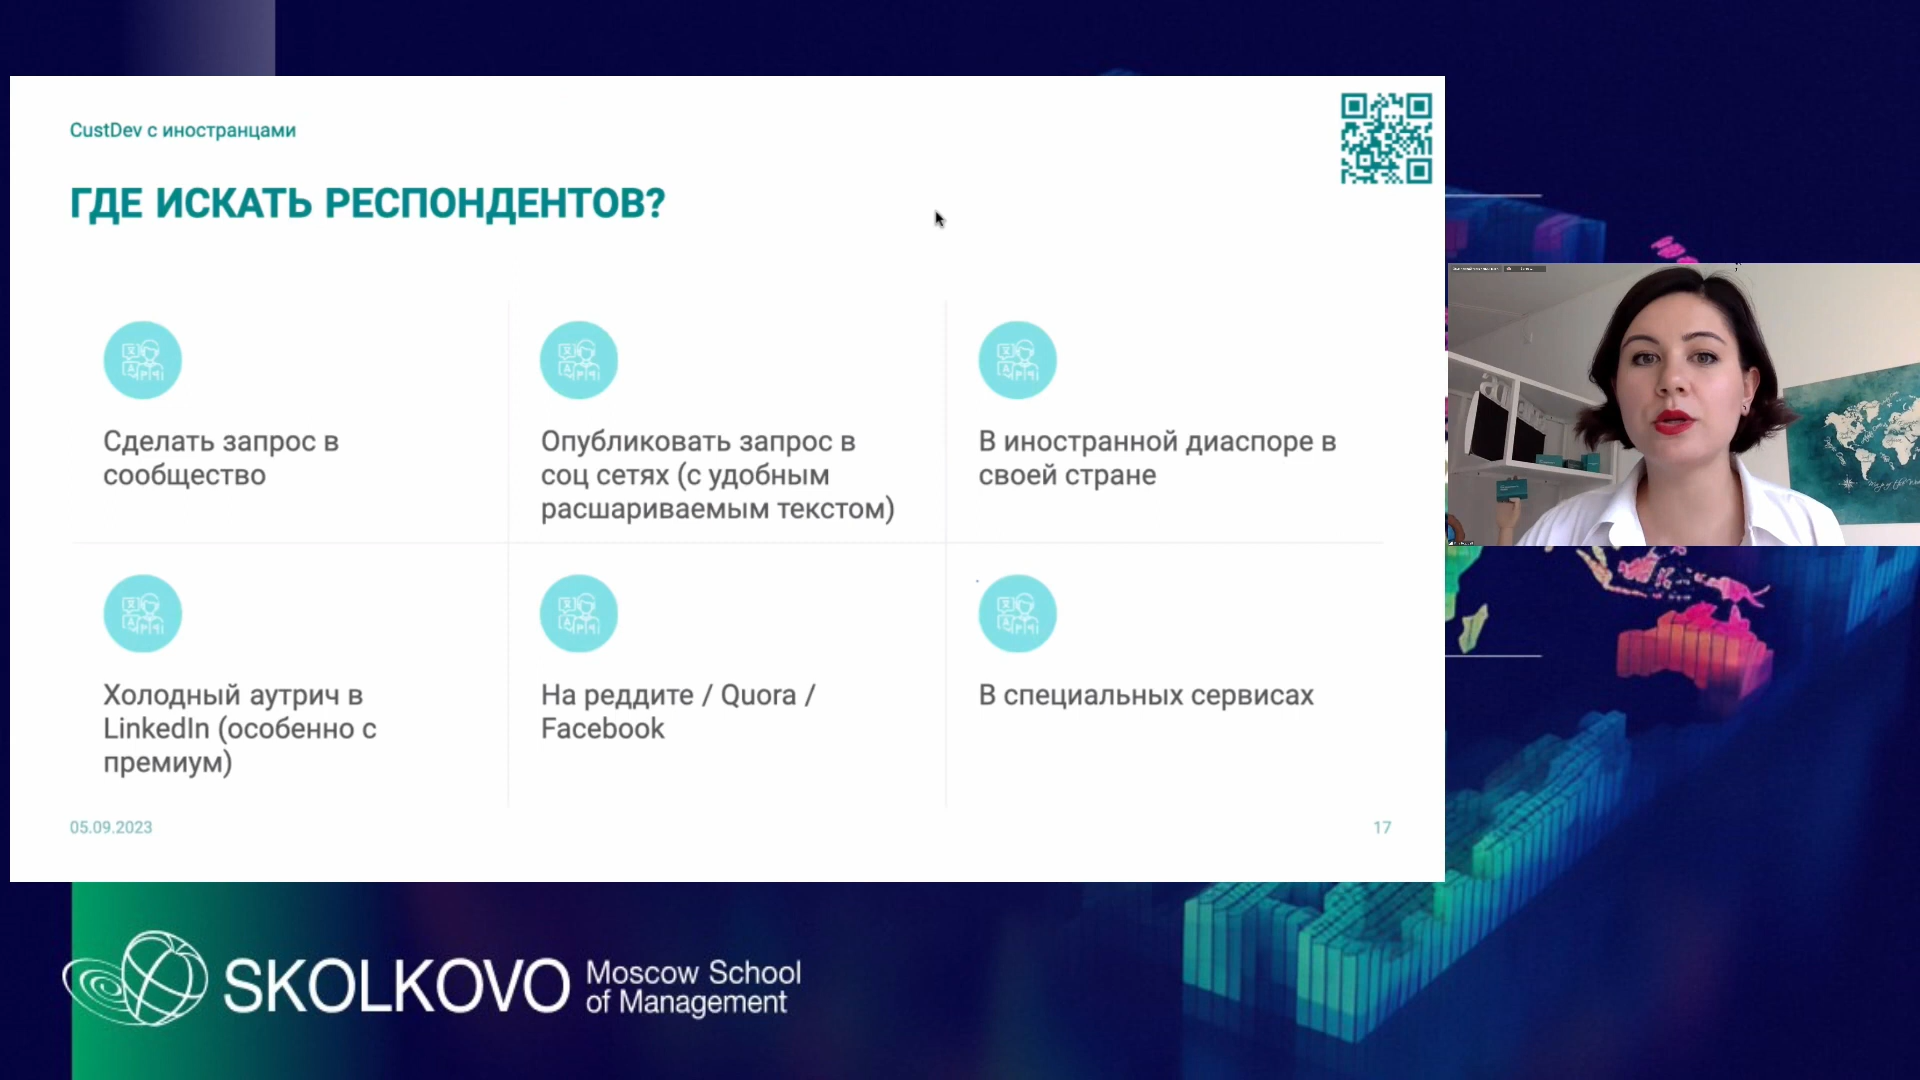 CustDev с иностранцами
ГДЕ ИСКАТЬ РЕСПОНДЕНТОВ?
Сделать запрос в
сообщество
Опубликовать запрос в
соц сетях (с удобным
расшариваемым текстом)
В иностранной диаспоре в
своей стране
Холодный аутрич в
LinkedIn (особенно с
премиум)
На реддите / Quora /
Facebook
В специальных сервисах
05.09.2023
17
SKOLKOVO
Moscow School
of Management